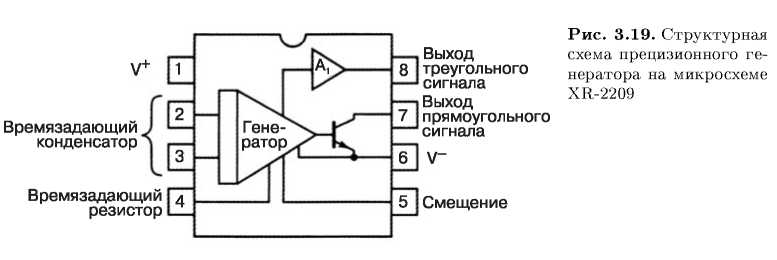 V+
1
Времязадающий
конденсатор
2
3
Времязадающий
резистор
4
Гене-
ратор
A1
8
Выход
треугольного
сигнала
7
Выход
прямоугольного
сигнала
6
V−
5
Смещение
Рис. 3.19. Структурная
схема прецизионного ге-
нератора на микросхеме
XR-2209